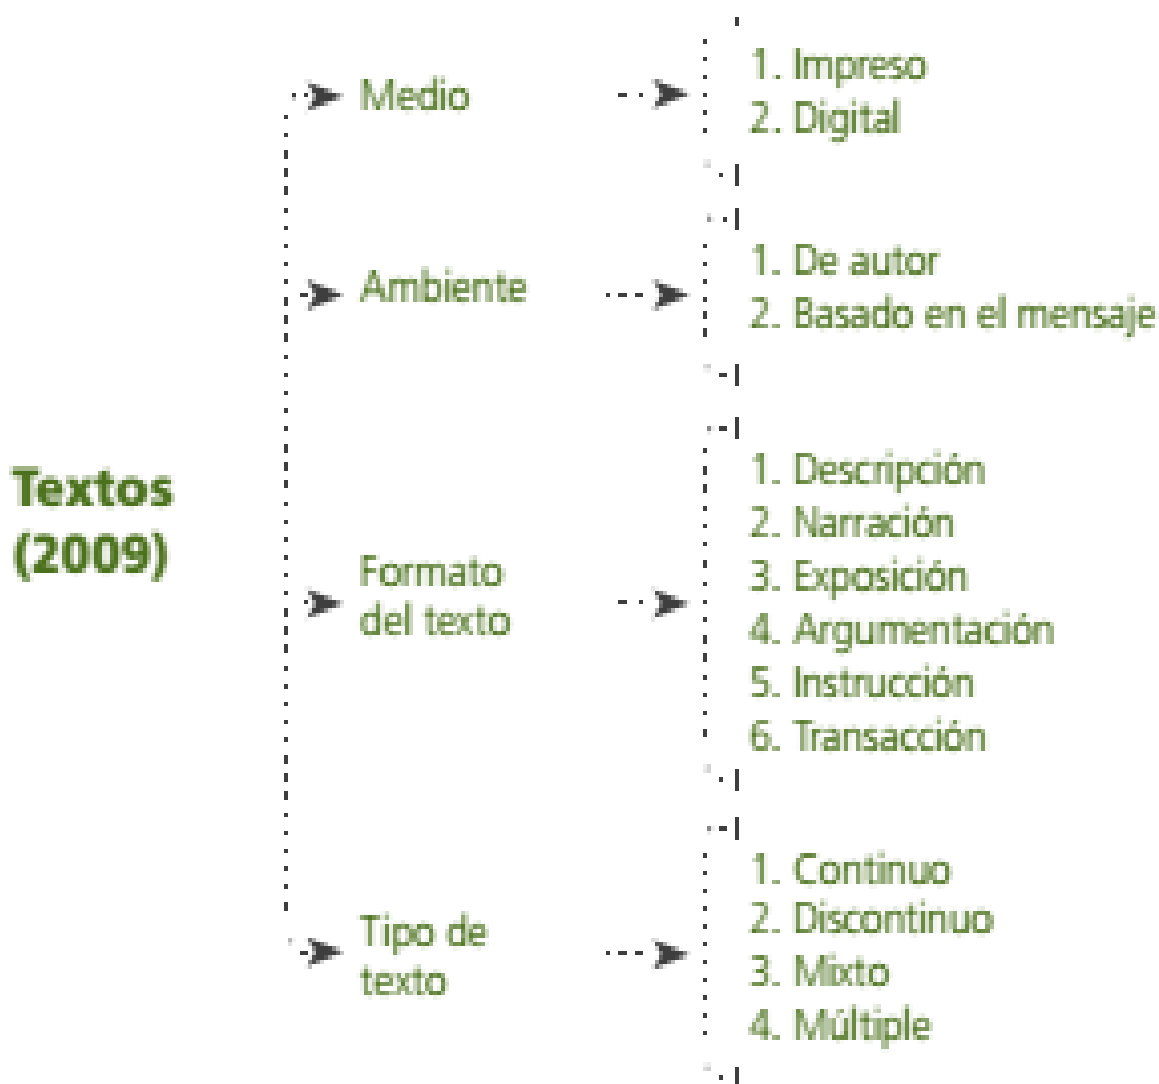 Textos
(2009)
Medio
1. Impreso
2. Digital
Ambiente
1. De autor
2. Basado en el mensaje
Formato
del texto
1. Descripción
2. Narración
3. Exposición
4. Argumentación
5. Instrucción
6. Transacción
Tipo de
texto
1. Continuo
2. Discontinuo
3. Mixto
4. Múltiple